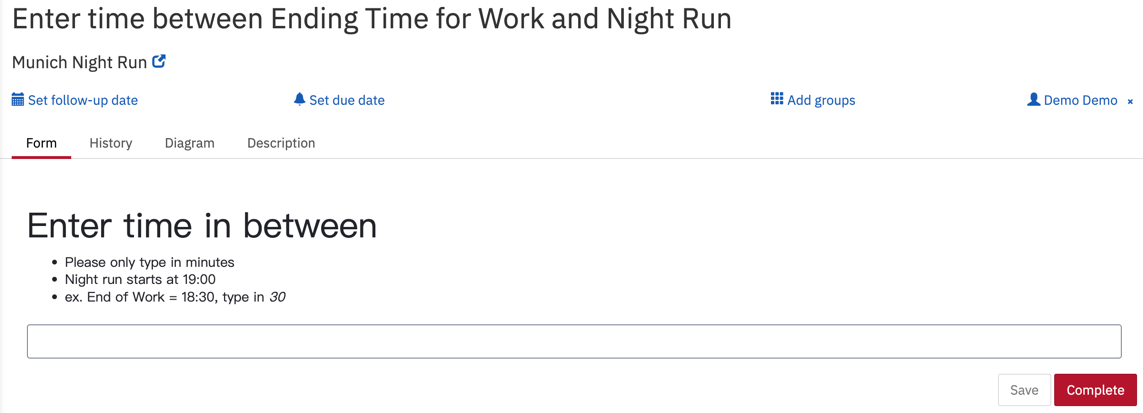 Enter time between Ending Time for Work and Night Run
Munich Night Run
Set follow-up date
Set due date
Add groups
Demo Demo ×
Form
History
Diagram
Description
Enter time in between
• Please only type in minutes
• Night run starts at 19:00
• ex. End of Work = 18:30, type in 30
Save
Complete